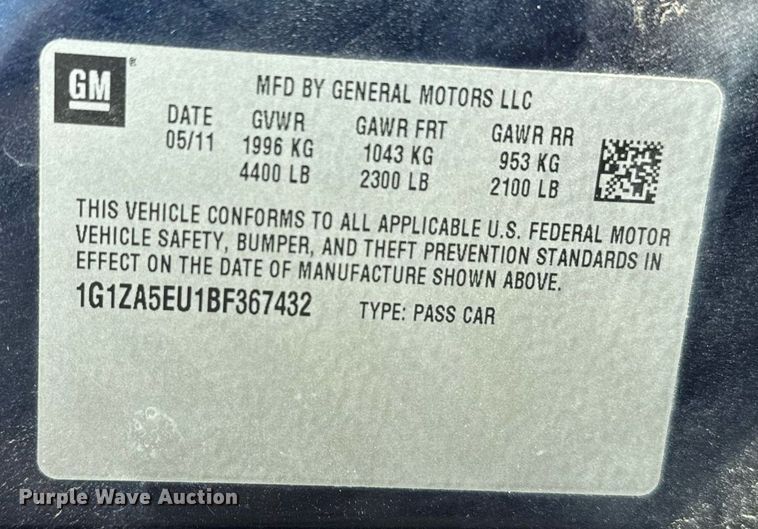 GM®
MFD BY GENERAL MOTORS LLC
DATE GVWR GAWR FRT GAWR RR
05/11 1996 KG 1043 KG 953 KG
4400 LB 2300 LB 2100 LB
THIS VEHICLE CONFORMS TO ALL APPLICABLE U.S. FEDERAL MOTOR
VEHICLE SAFETY, BUMPER, AND THEFT PREVENTION STANDARDS IN
EFFECT ON THE DATE OF MANUFACTURE SHOWN ABOVE.
1G1ZA5EU1BF367432 TYPE: PASS CAR
Purple Wave Auction